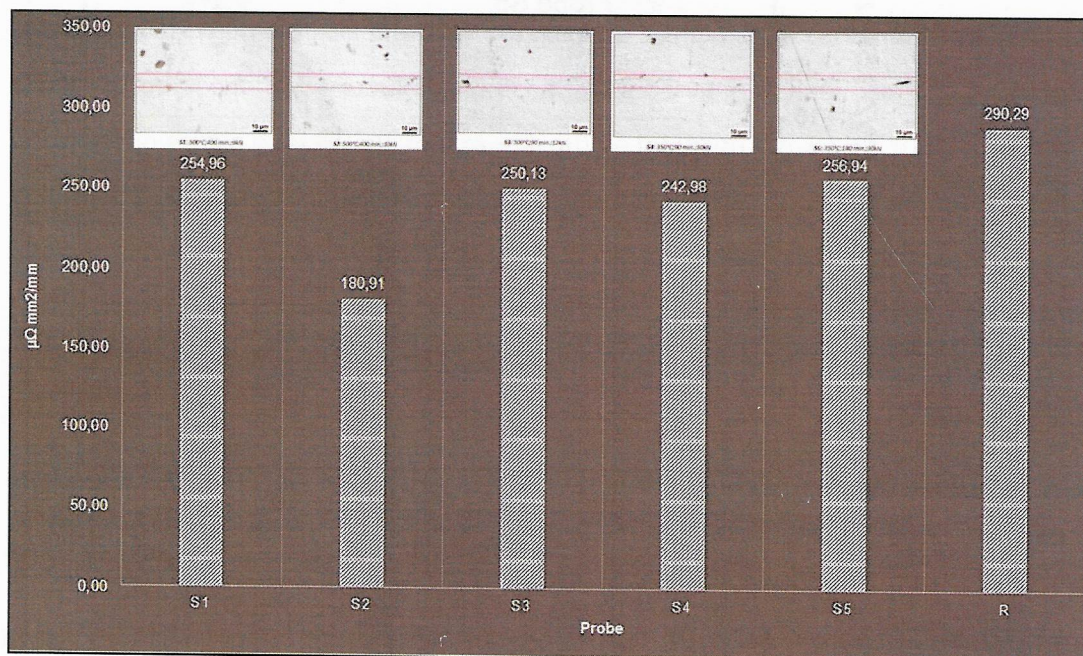 350,00
300,00
250,00
200,00
150,00
100,00
50,00
0,00
µΩ mm2/mm
10 µm
10 µm
10 µm
10 µm
10 µm
254,96
180,91
250,13
242,98
256,94
290,29
S1
S2
S3
S4
S5
R
Probe